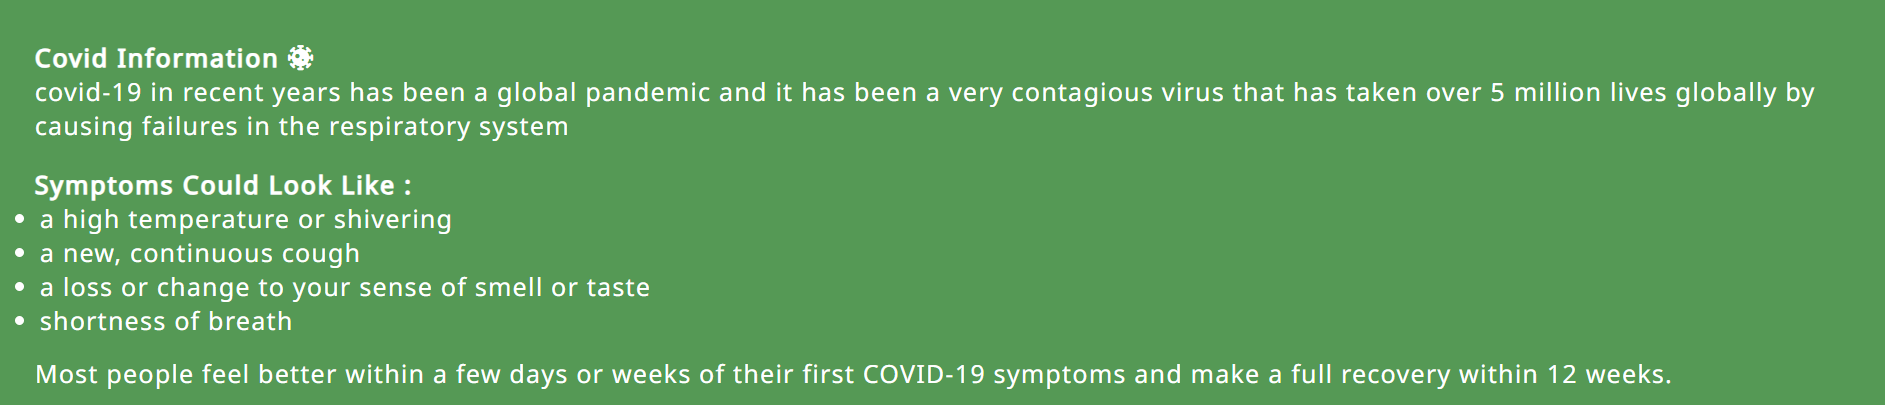 Covid Information
covid-19 in recent years has been a global pandemic and it has been a very contagious virus that has taken over 5 million lives globally by
causing failures in the respiratory system
Symptoms Could Look Like :
• a high temperature or shivering
• a new, continuous cough
• a loss or change to your sense of smell or taste
• shortness of breath
Most people feel better within a few days or weeks of their first COVID-19 symptoms and make a full recovery within 12 weeks.